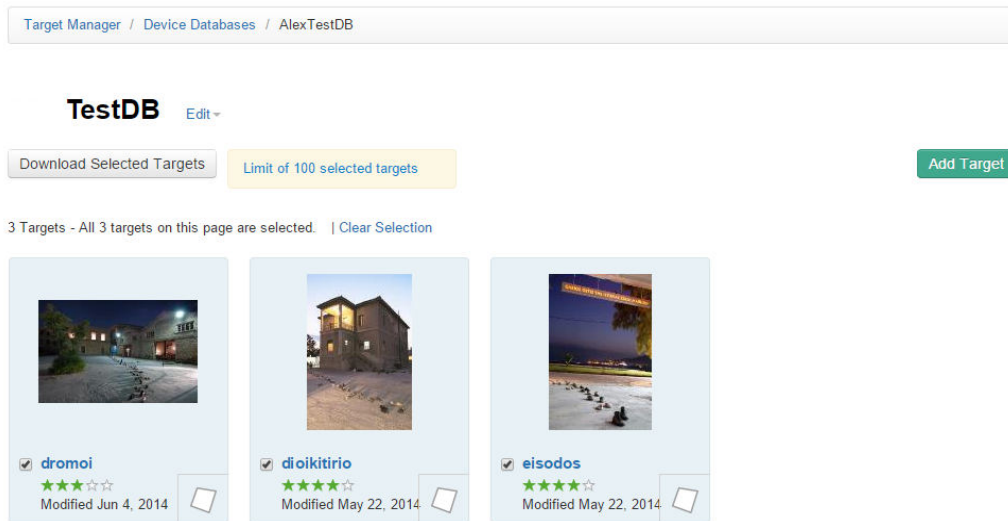 Target Manager / Device Databases / AlexTestDB
TestDB Edit
Download Selected Targets
Limit of 100 selected targets
Add Target
3 Targets - All 3 targets on this page are selected. | Clear Selection
dromoi
Modified Jun 4, 2014
dioikitirio
Modified May 22, 2014
eisodos
Modified May 22, 2014